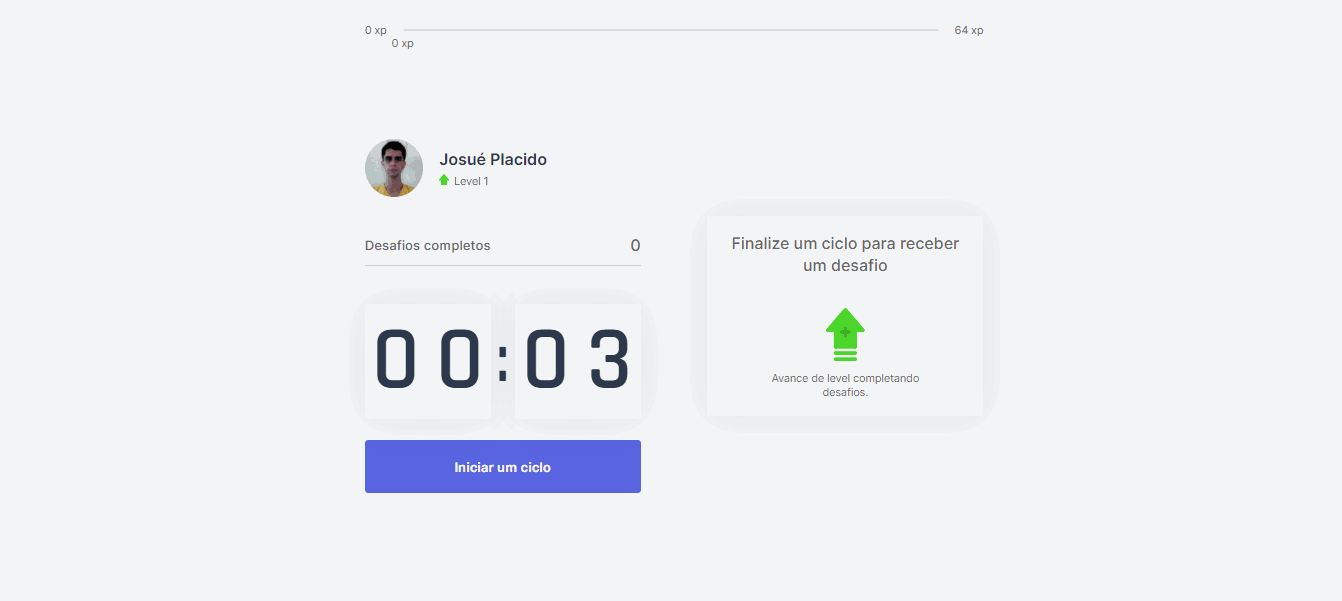 0 xp
64 xp
0 xp
Josué Placido
Level 1
Desafios completos
0
00:03
Iniciar um ciclo
Finalize um ciclo para receber
um desafio
Avance de level completando
desafios.